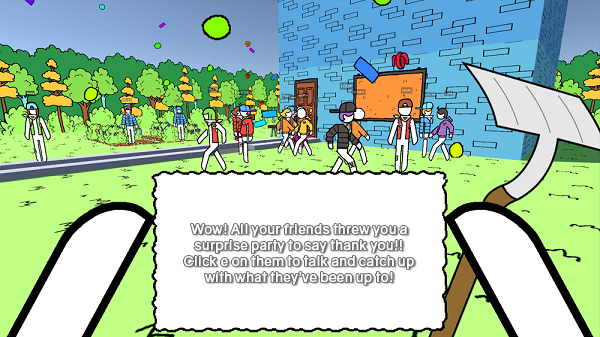 Wow! All your friends threw you a
surprise party to say thank you!!
Click e on them to talk and catch up
with what they've been up to!